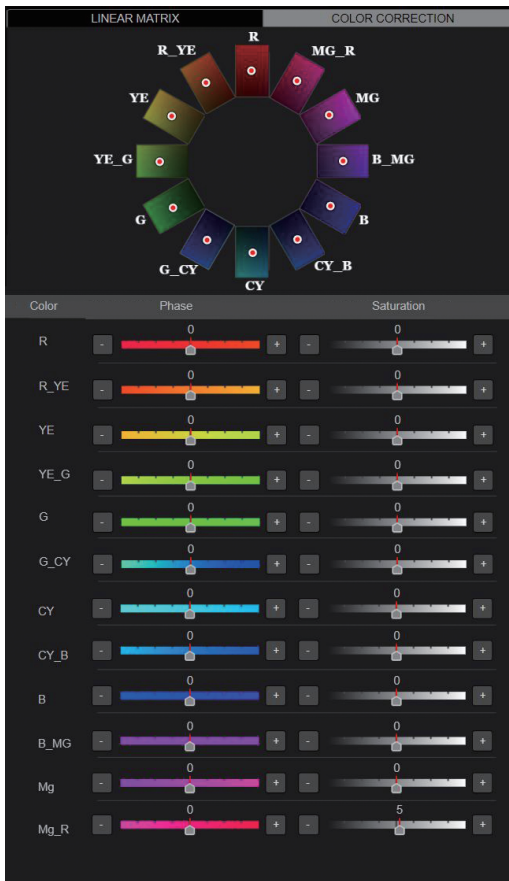 LINEAR MATRIX COLOR CORRECTION
R
R_YE MG_R
YE MG
YE_G B_MG
G B
G_CY CY_B
CY
Color Phase Saturation
0 0
R - + - +
0 0
R_YE - + - +
0 0
YE - + - +
0 0
YE_G - + - +
0 0
G - + - +
0 0
G_CY - + - +
0 0
CY - + - +
0 0
CY_B - + - +
0 0
B - + - +
0 0
B_MG - + - +
0 0
Mg - + - +
0 5
Mg_R - + - +